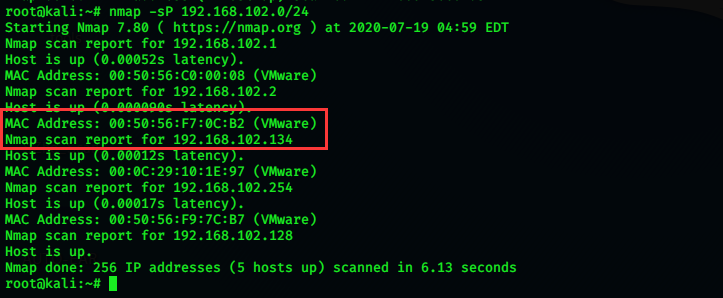 root@kali:~# nmap -sP 192.168.102.0/24
Starting Nmap 7.80 ( https://nmap.org ) at 2020-07-19 04:59 EDT
Nmap scan report for 192.168.102.1
Host is up (0.00052s latency).
MAC Address: 00:50:56:C0:00:08 (VMware)
Nmap scan report for 192.168.102.2
Host is up (0.000090s latency).
MAC Address: 00:50:56:F7:0C:B2 (VMware)
Nmap scan report for 192.168.102.134
Host is up (0.00012s latency).
MAC Address: 00:0C:29:10:1E:97 (VMware)
Nmap scan report for 192.168.102.254
Host is up (0.00017s latency).
MAC Address: 00:50:56:F9:7C:B7 (VMware)
Nmap scan report for 192.168.102.128
Host is up.
Nmap done: 256 IP addresses (5 hosts up) scanned in 6.13 seconds
root@kali:~#